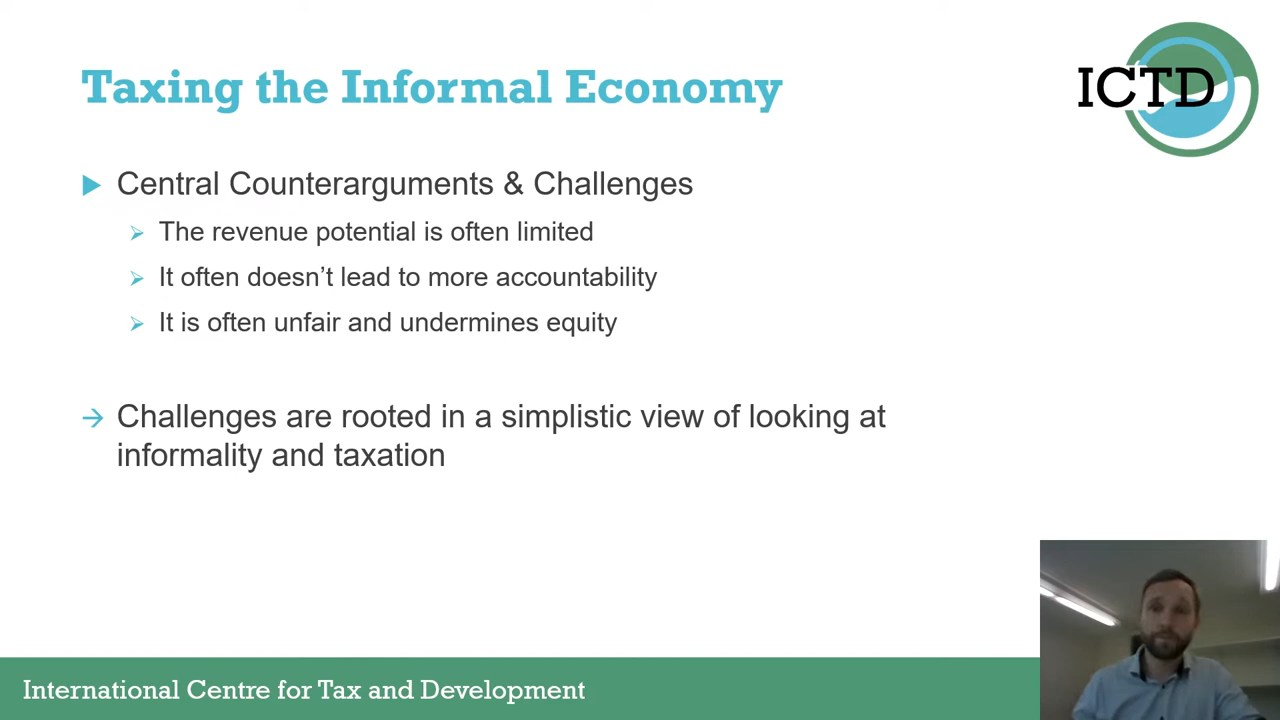 Taxing the Informal Economy
ICTD
Central Counterarguments & Challenges
The revenue potential is often limited
It often doesn’t lead to more accountability
It is often unfair and undermines equity
Challenges are rooted in a simplistic view of looking at
informality and taxation
International Centre for Tax and Development